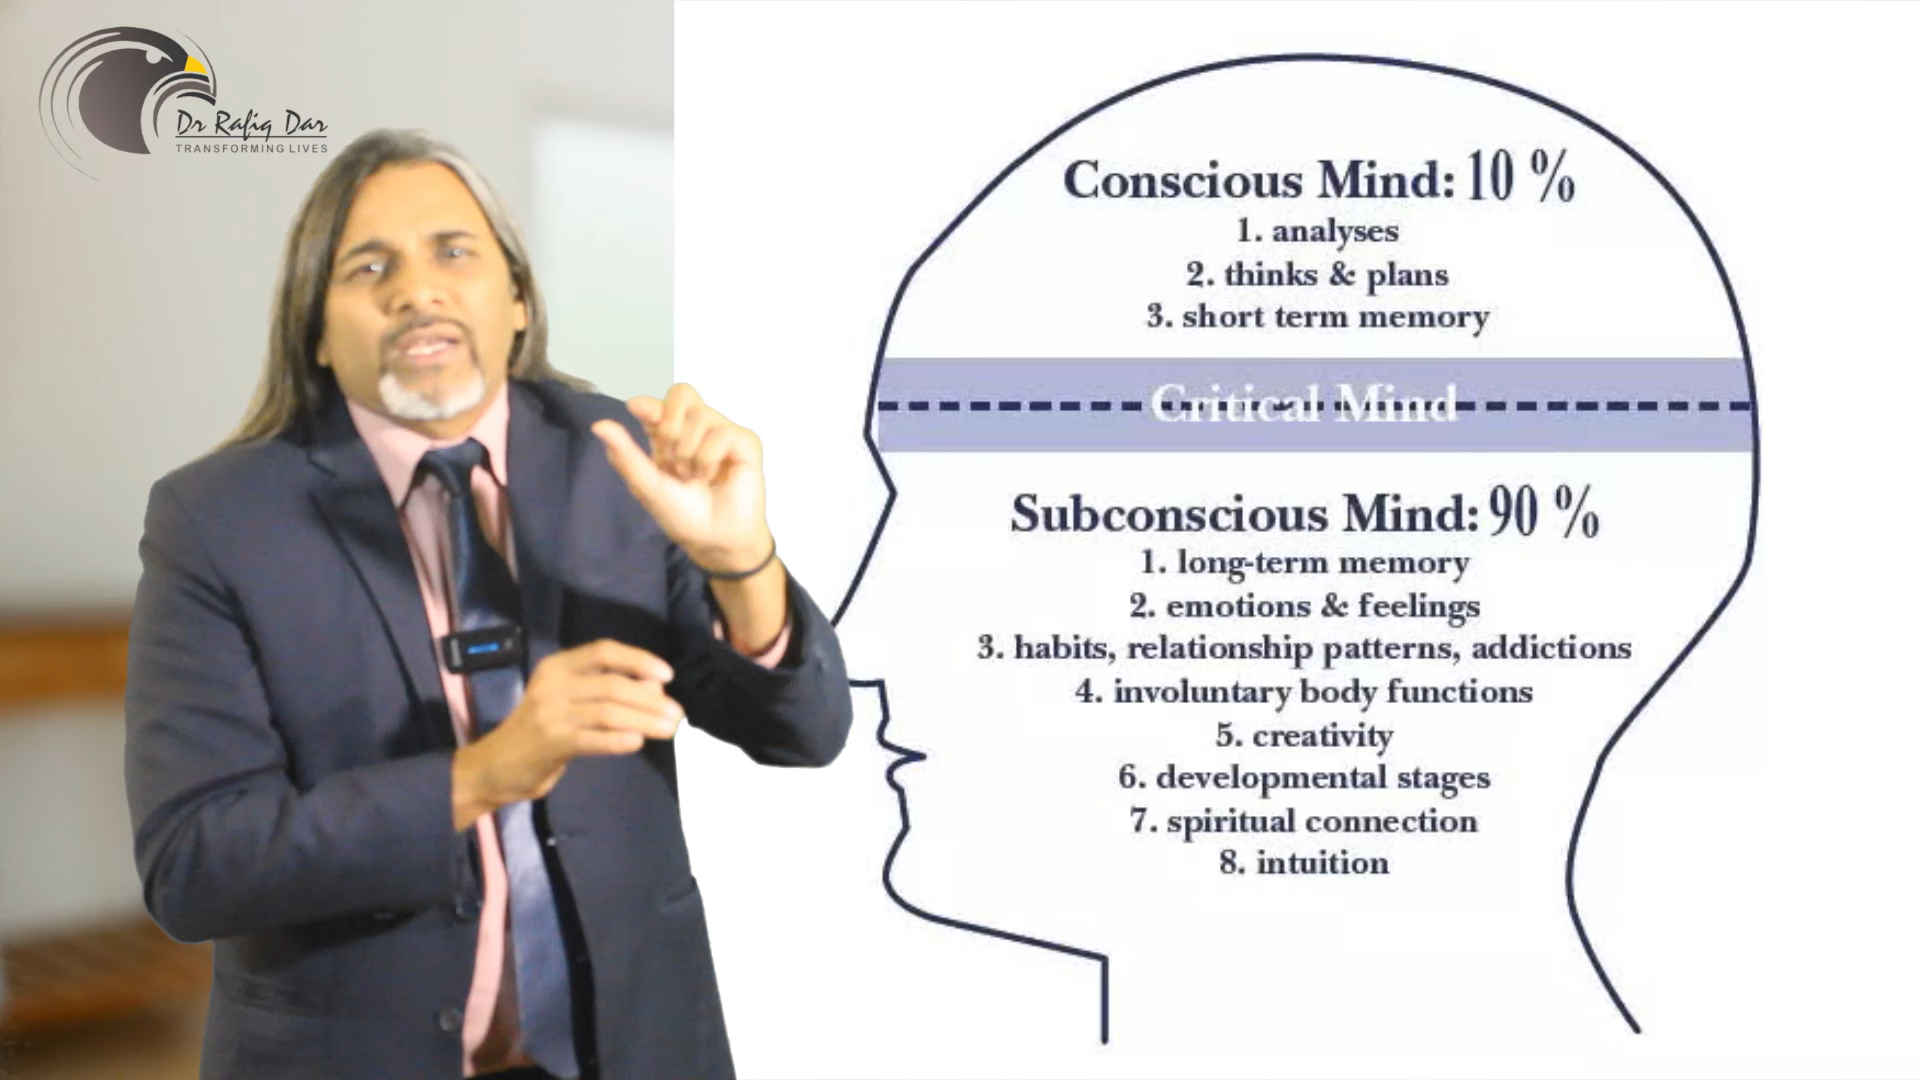 Dr Rafiq Dar
TRANSFORMING LIVES
Conscious Mind: 10 %
1. analyses
2. thinks & plans
3. short term memory
Critical Mind
Subconscious Mind: 90 %
1. long-term memory
2. emotions & feelings
3. habits, relationship patterns, addictions
4. involuntary body functions
5. creativity
6. developmental stages
7. spiritual connection
8. intuition